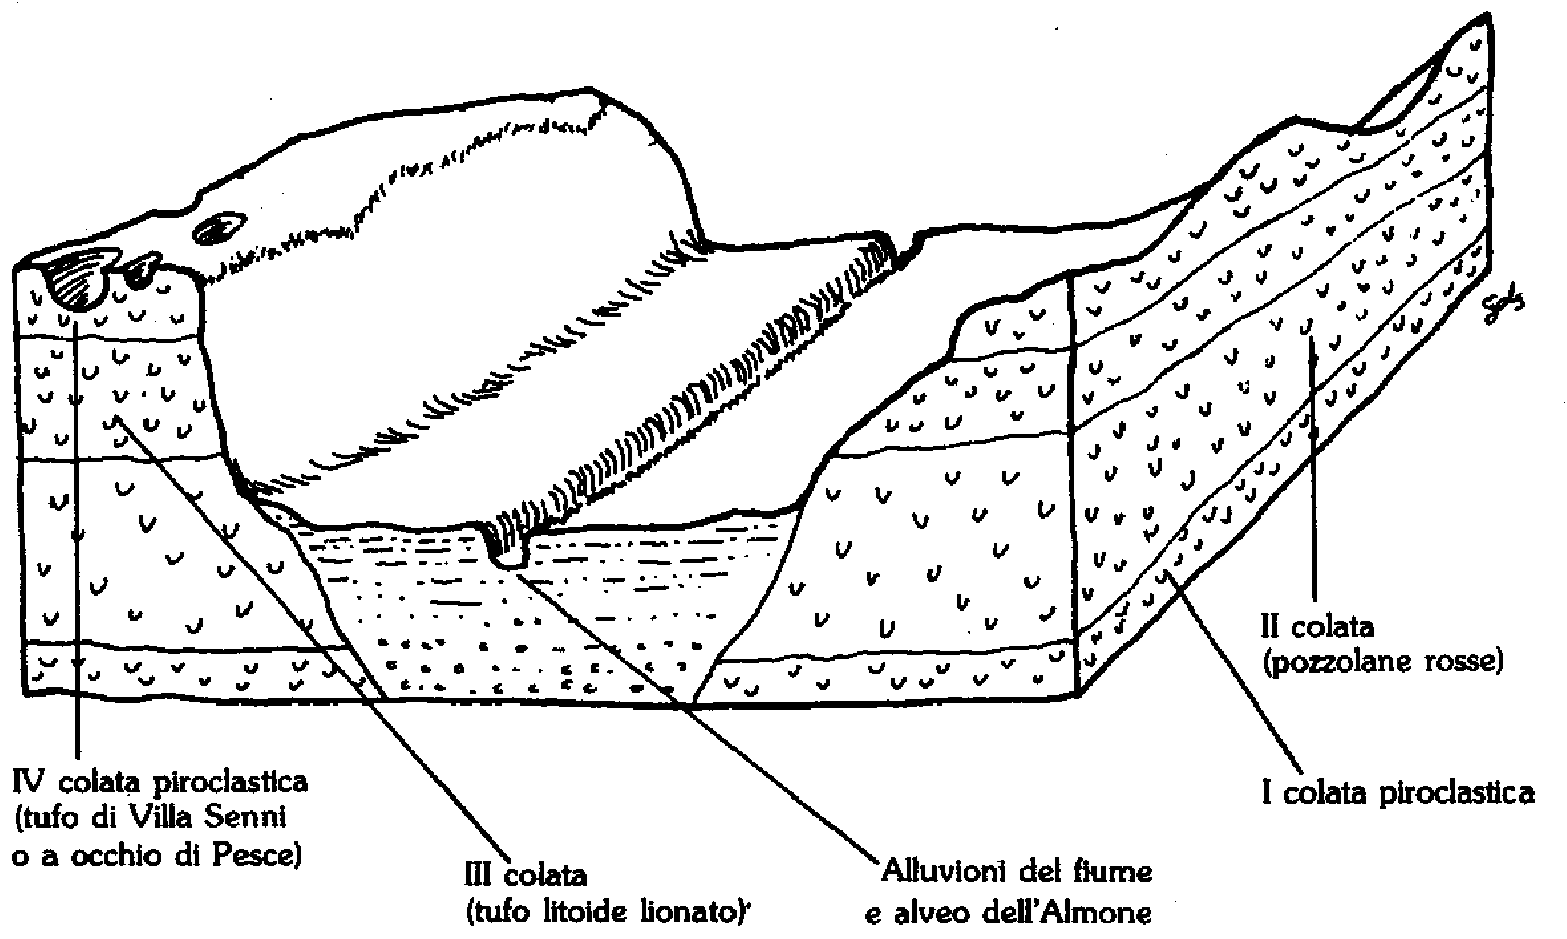 II colata
(pozzolane rosse)
IV colata piroclastica
(tufo di Villa Senni
o a occhio di Pesce)
I colata piroclastica
III colata
(tufo litoide lionato)
Alluvioni del fiume
e alveo dell'Almone